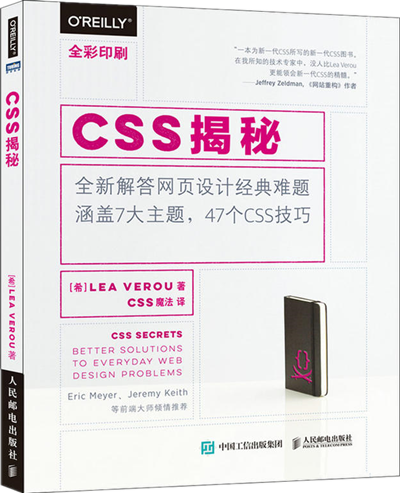 O'REILLY®
全彩印刷
“一本为新一代CSS所写的新一代CSS图书，
在我所知的技术专家中，没人比Lea Verou
更能领会新一代CSS的精髓。”
——Jeffrey Zeldman,《网站重构》作者
CSS揭秘
全新解答网页设计经典难题
涵盖7大主题，47个CSS技巧
[希]LEA VEROU 著
CSS魔法 译
CSS SECRETS
BETTER SOLUTIONS
TO EVERYDAY WEB
DESIGN PROBLEMS
Eric Meyer、Jeremy Keith
等前端大师倾情推荐
中国工信出版集团
人民邮电出版社
POSTS & TELECOM PRESS
O'REILLY®
CSS揭秘
[希]LEA VEROU 著
人民邮电出版社